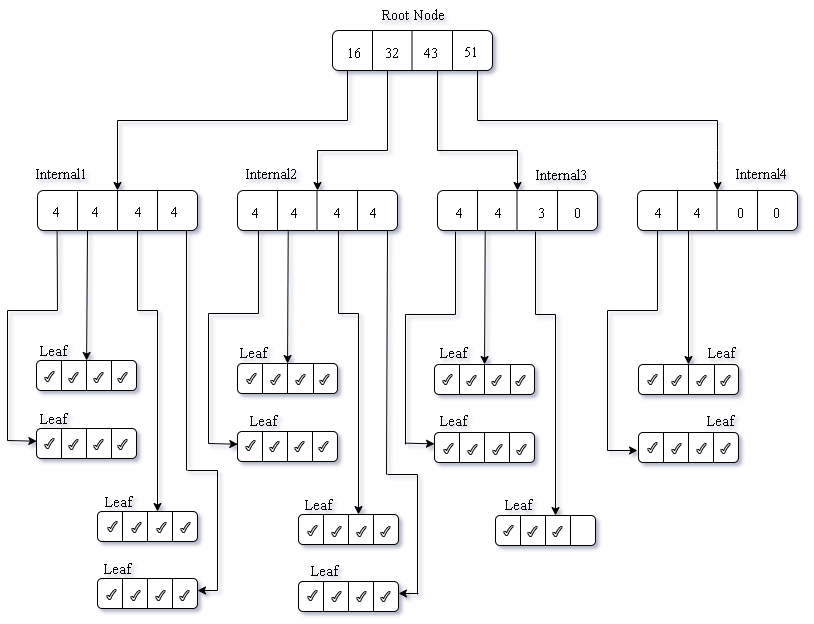 Root Node
16 32 43 51
Internal1 Internal2 Internal3 Internal4
4 4 4 4 4 4 4 4 4 4 3 0 4 4 0 0
Leaf Leaf Leaf Leaf
✓ ✓ ✓ ✓ ✓ ✓ ✓ ✓ ✓ ✓ ✓ ✓ ✓ ✓ ✓ ✓
Leaf Leaf Leaf Leaf
✓ ✓ ✓ ✓ ✓ ✓ ✓ ✓ ✓ ✓ ✓ ✓ ✓ ✓ ✓ ✓
Leaf Leaf Leaf
✓ ✓ ✓ ✓ ✓ ✓ ✓ ✓ ✓ ✓ ✓
Leaf Leaf
✓ ✓ ✓ ✓ ✓ ✓ ✓ ✓